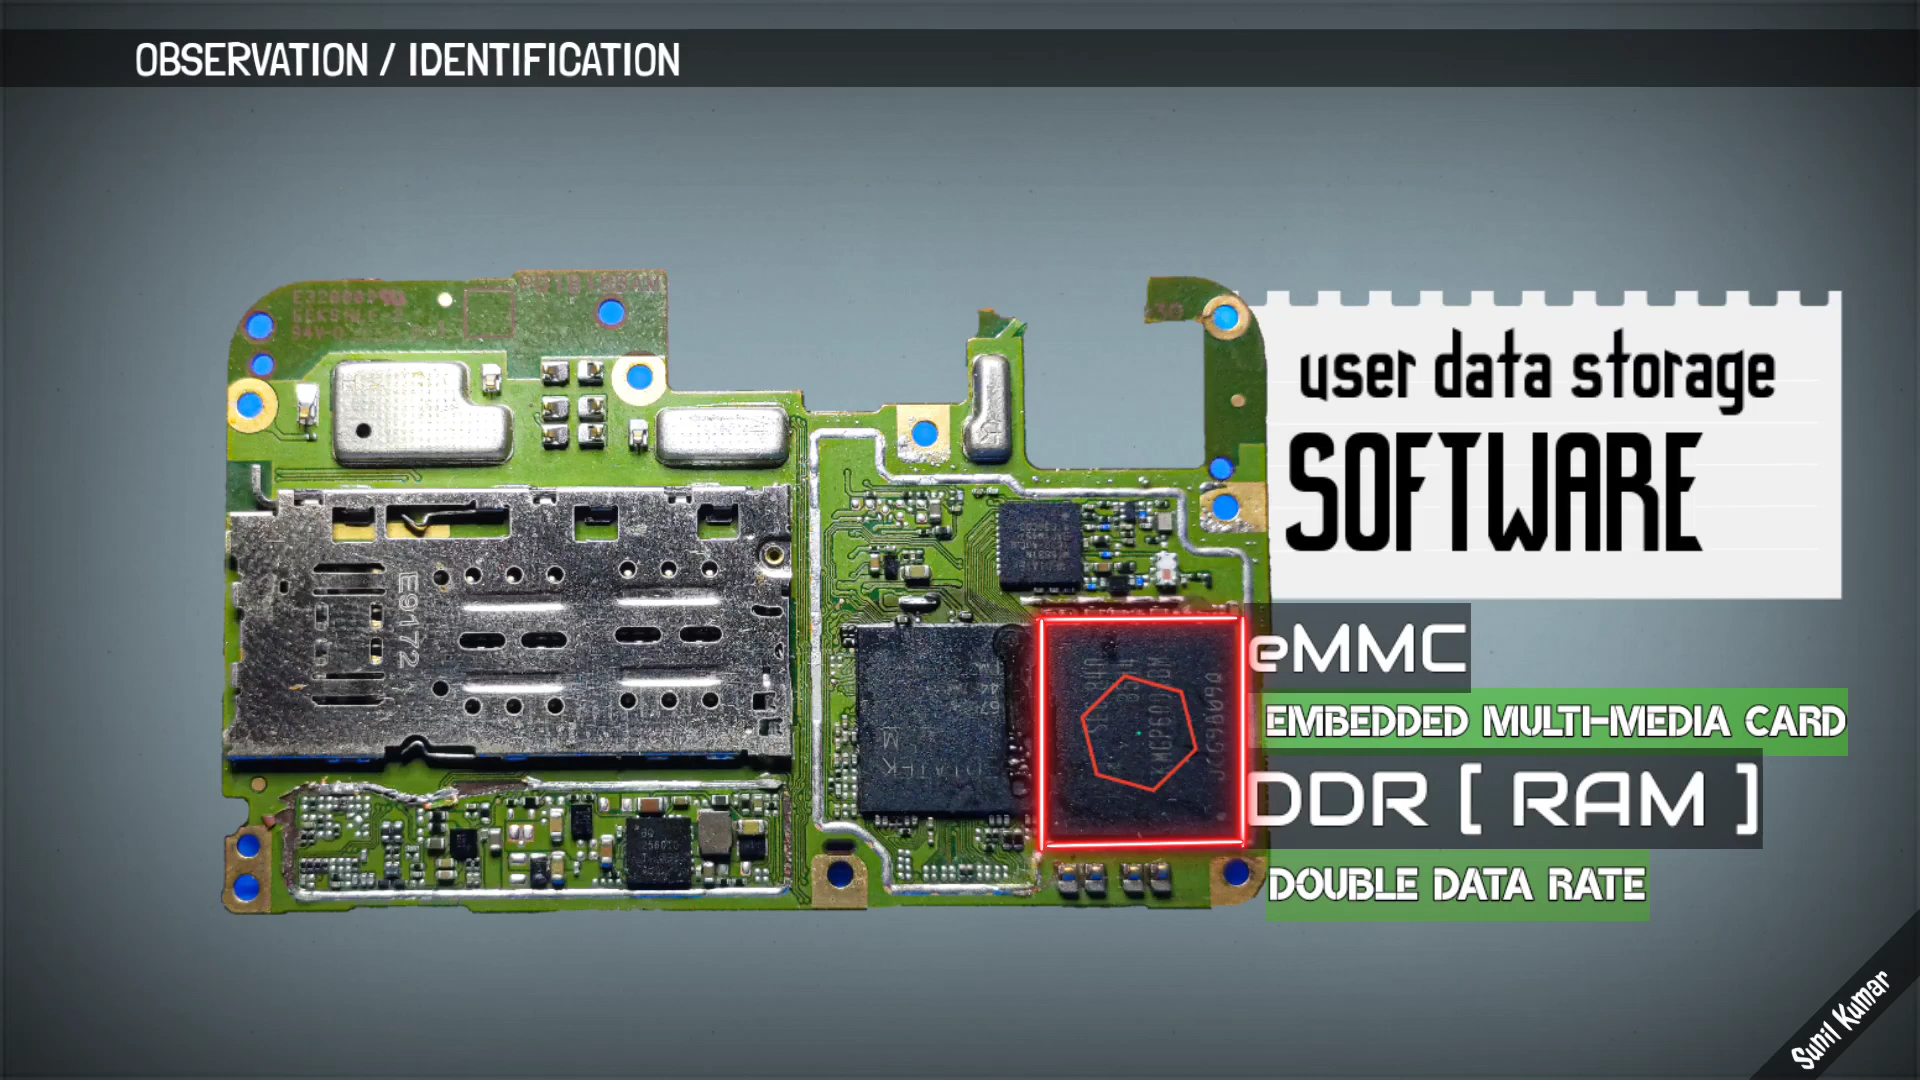 OBSERVATION / IDENTIFICATION
E9172
user data storage
SOFTWARE
eMMC
EMBEDDED MULTI-MEDIA CARD
DDR [ RAM ]
DOUBLE DATA RATE
Sunil Kumar